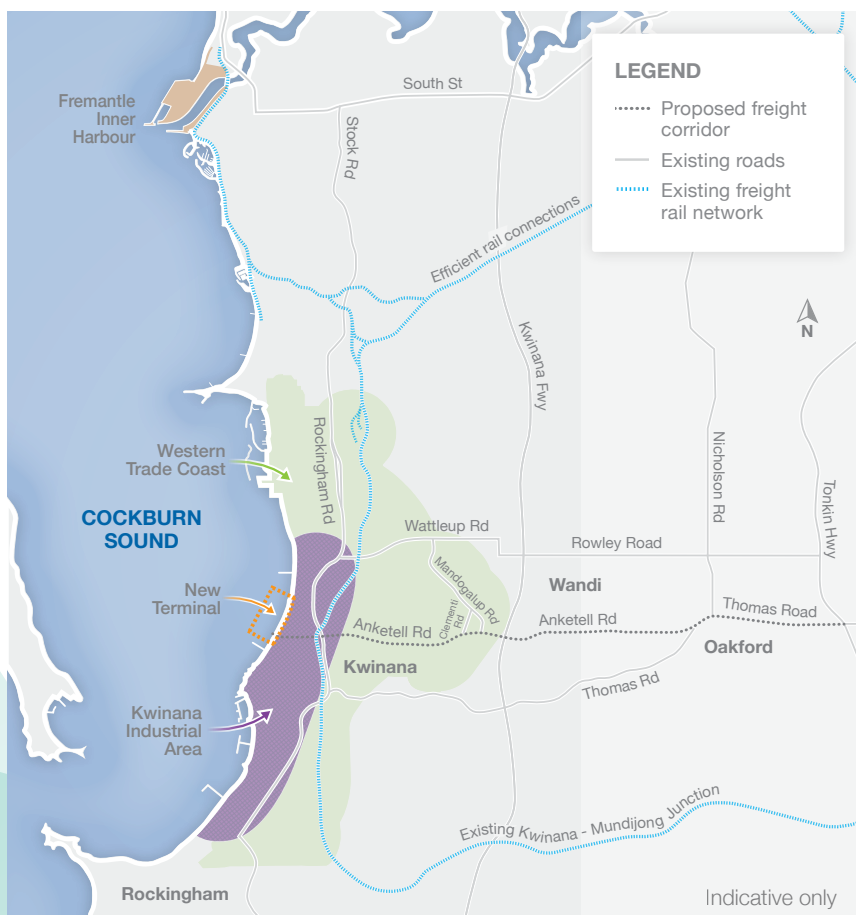 LEGEND
Proposed freight
corridor
Existing roads
Existing freight
rail network
Fremantle
Inner
Harbour
South St
Stock Rd
Efficient rail connections
N
Kwinana Fwy
Western
Trade Coast
Rockingham Rd
Nicholson Rd
Tonkin Hwy
COCKBURN
SOUND
Wattleup Rd
Rowley Road
Mandogalup Rd
Wandi
New
Terminal
Clementi
Rd
Anketell Rd
Anketell Rd
Thomas Road
Oakford
Kwinana
Thomas Rd
Kwinana
Industrial
Area
Existing Kwinana - Mundijong Junction
Rockingham
Indicative only